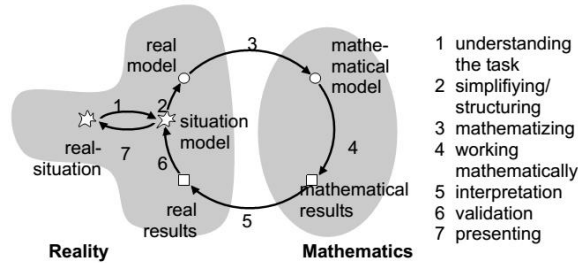 real
model
3
mathe-
matical
model
1
2
situation
model
real-
situation
7
6
4
real
results
5
mathematical
results
Reality
Mathematics
1 understanding
the task
2 simplifiying/
structuring
3 mathematizing
4 working
mathematically
5 interpretation
6 validation
7 presenting